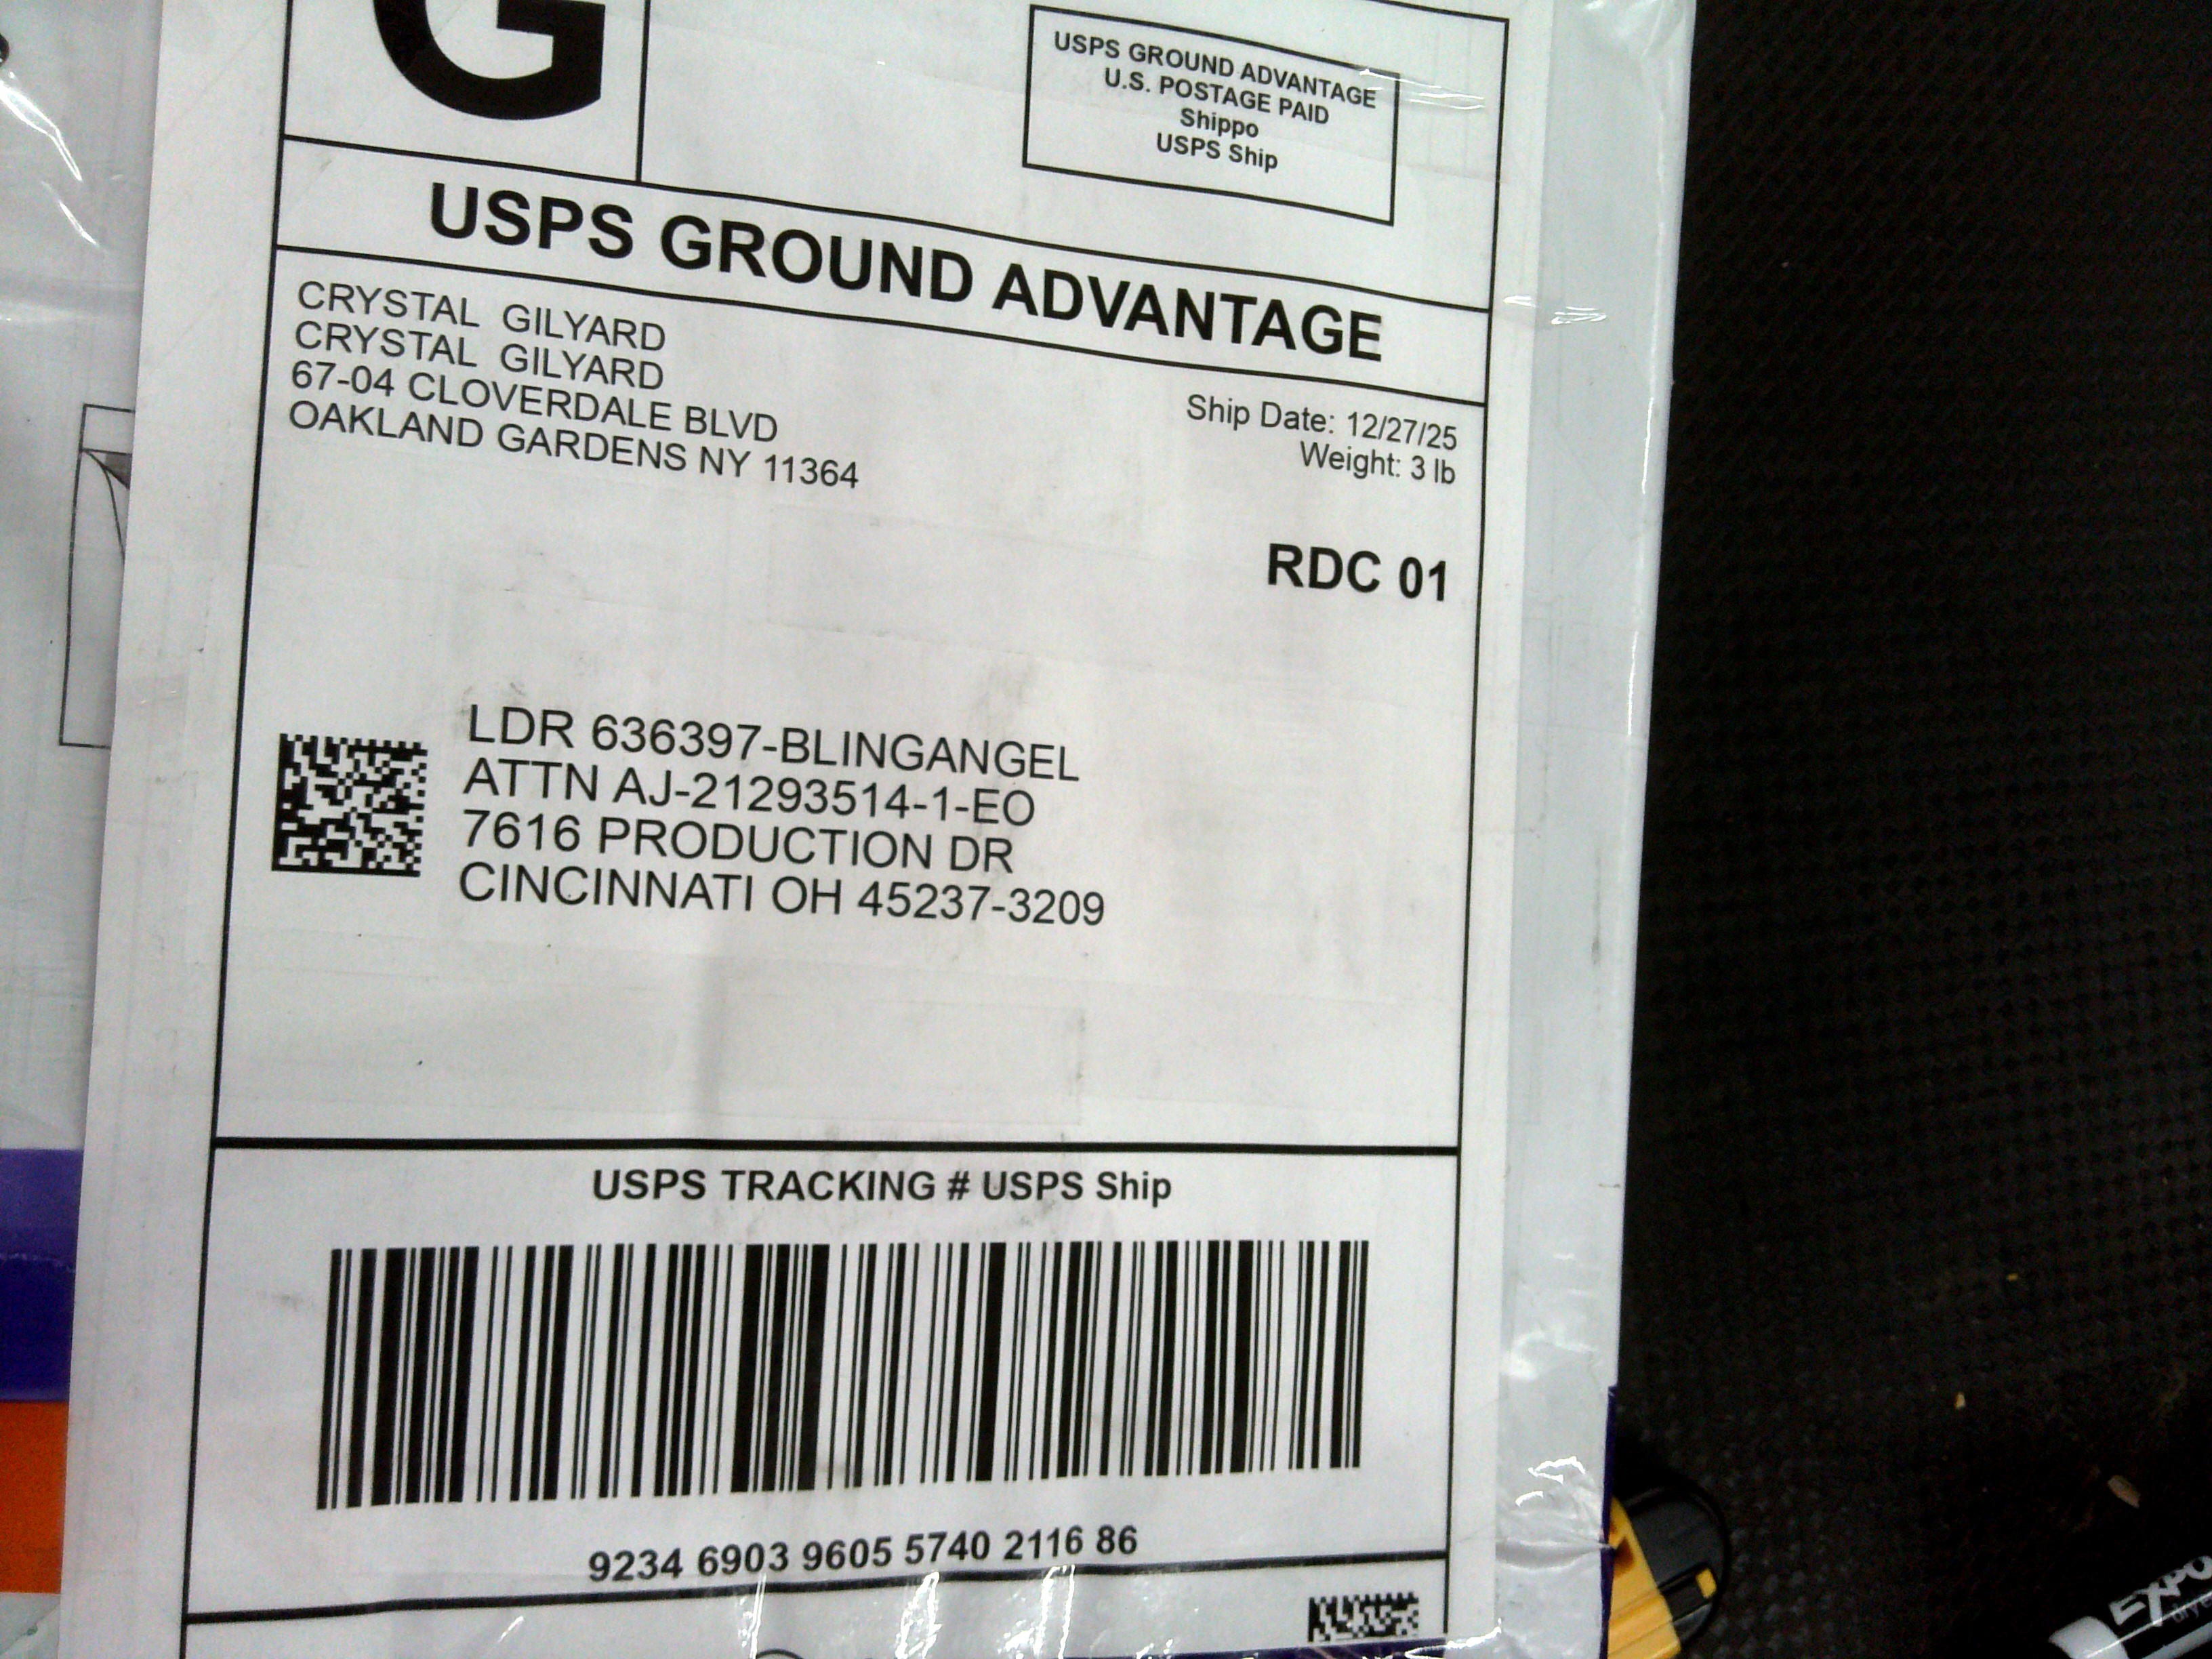 G
USPS GROUND ADVANTAGE
U.S. POSTAGE PAID
Shippo
USPS Ship
USPS GROUND ADVANTAGE
CRYSTAL GILYARD
CRYSTAL GILYARD
67-04 CLOVERDALE BLVD
OAKLAND GARDENS NY 11364
Ship Date: 12/27/25
Weight: 3 lb
RDC 01
LDR 636397-BLINGANGEL
ATTN AJ-21293514-1-EO
7616 PRODUCTION DR
CINCINNATI OH 45237-3209
USPS TRACKING # USPS Ship
9234 6903 9605 5740 2116 86
EXPO